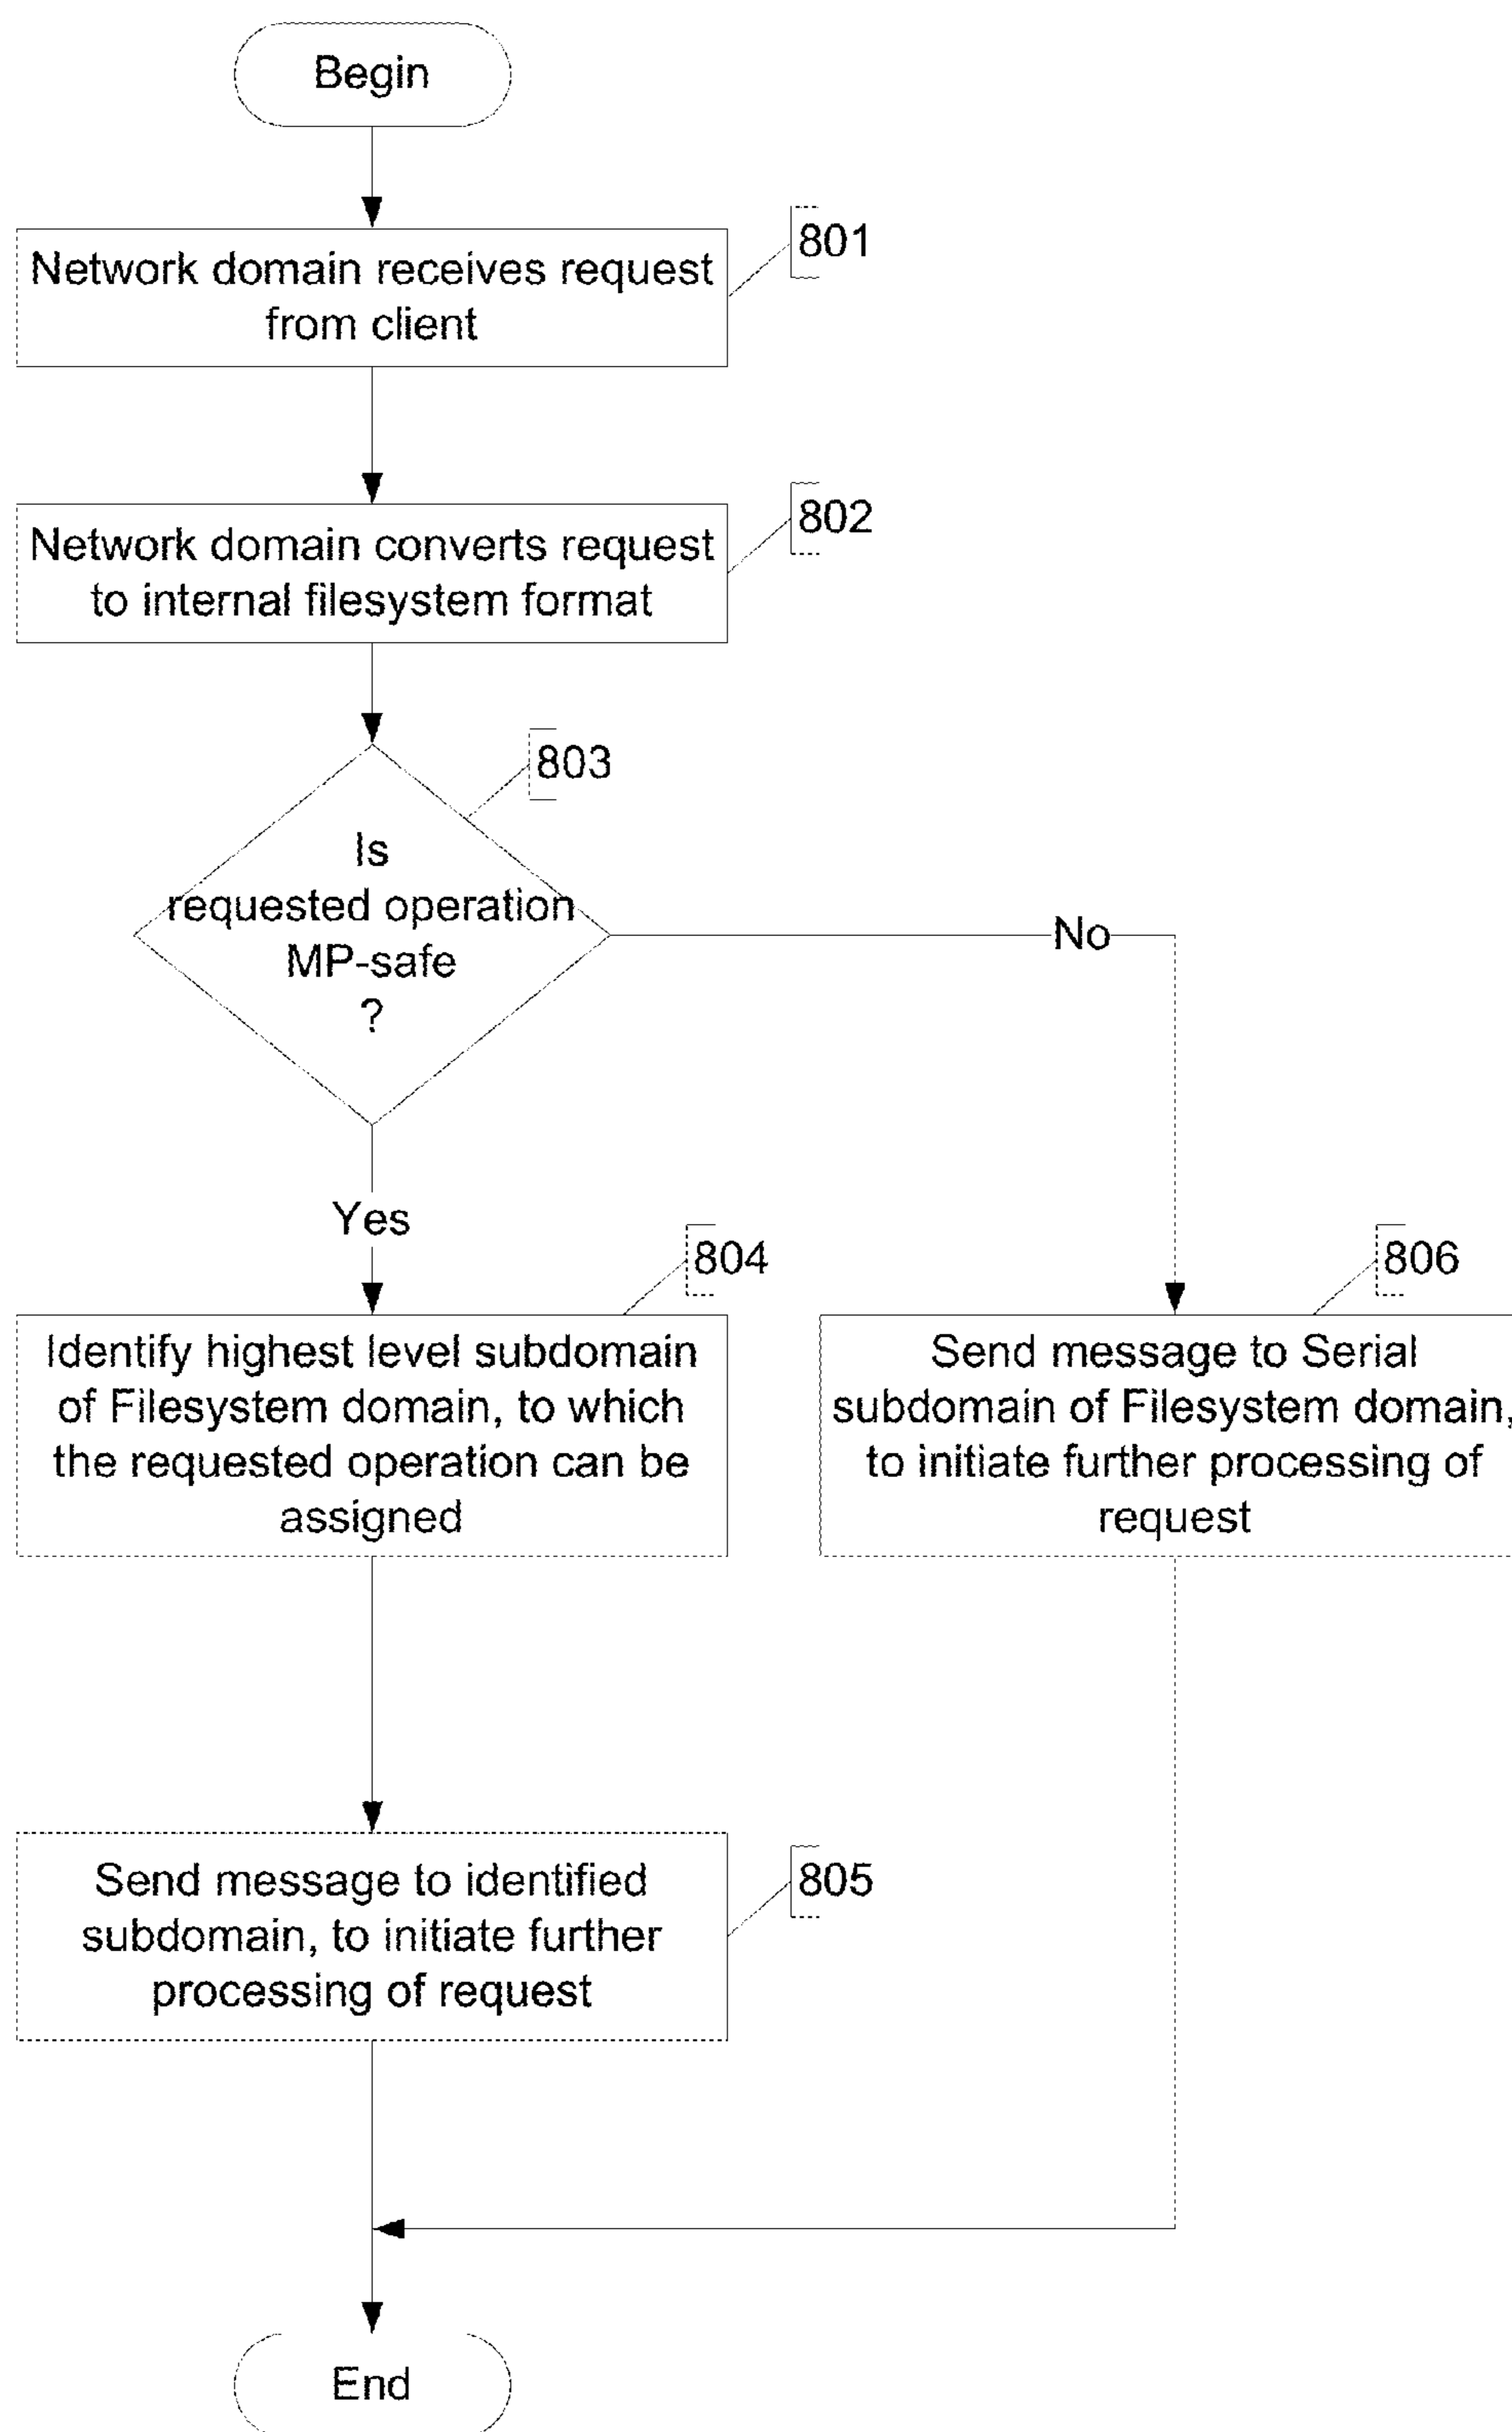 Begin
801
Network domain receives request
from client
802
Network domain converts request
to internal filesystem format
803
Is
requested operation
MP-safe
?
No
Yes
804
Identify highest level subdomain
of Filesystem domain, to which
the requested operation can be
assigned
806
Send message to Serial
subdomain of Filesystem domain,
to initiate further processing of
request
805
Send message to identified
subdomain, to initiate further
processing of request
End